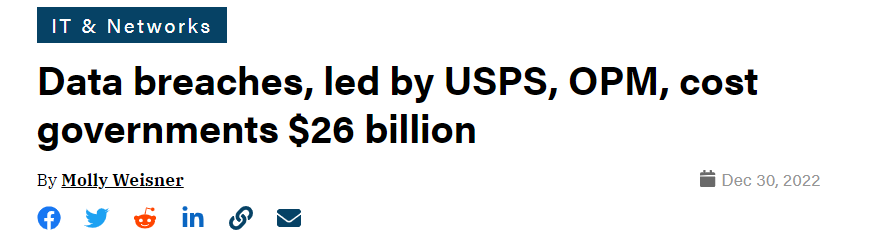 IT & Networks
Data breaches, led by USPS, OPM, cost
governments $26 billion
By Molly Weisner
Dec 30, 2022